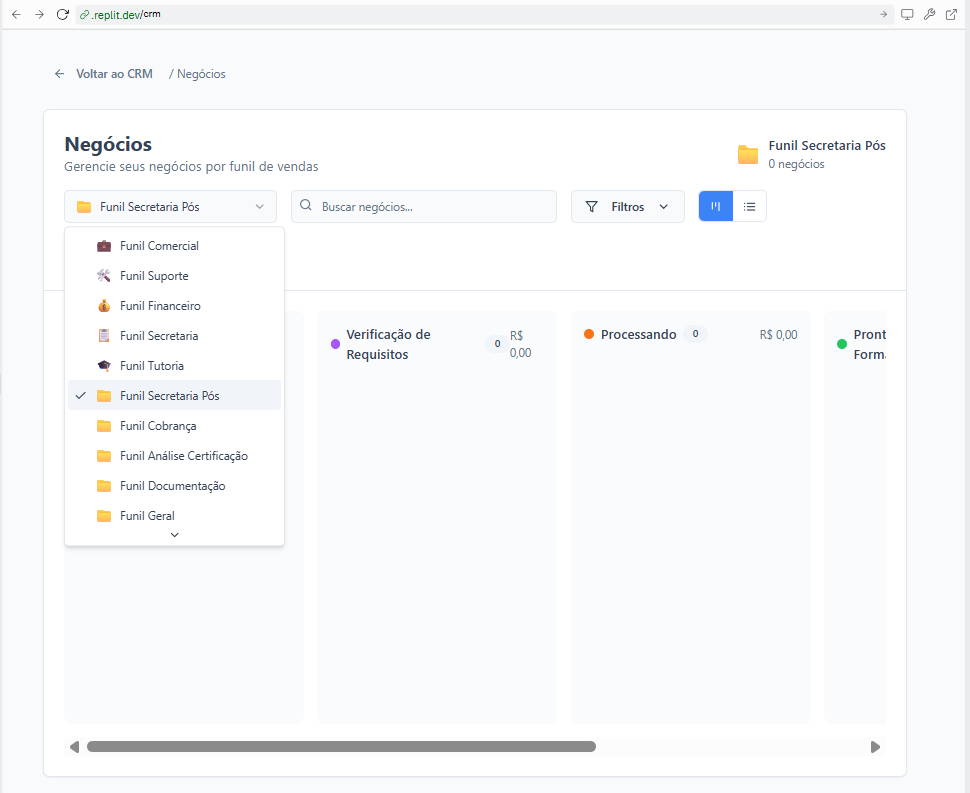 .replit.dev/crm
Voltar ao CRM / Negócios
Negócios
Gerencie seus negócios por funil de vendas
Funil Secretaria Pós
0 negócios
Funil Secretaria Pós
Buscar negócios...
Filtros
Funil Comercial
Funil Suporte
Funil Financeiro
Funil Secretaria
Funil Tutoria
Funil Secretaria Pós
Funil Cobrança
Funil Análise Certificação
Funil Documentação
Funil Geral
Verificação de
Requisitos
0
R$
0,00
Processando
0
R$ 0,00
Pront
Forma